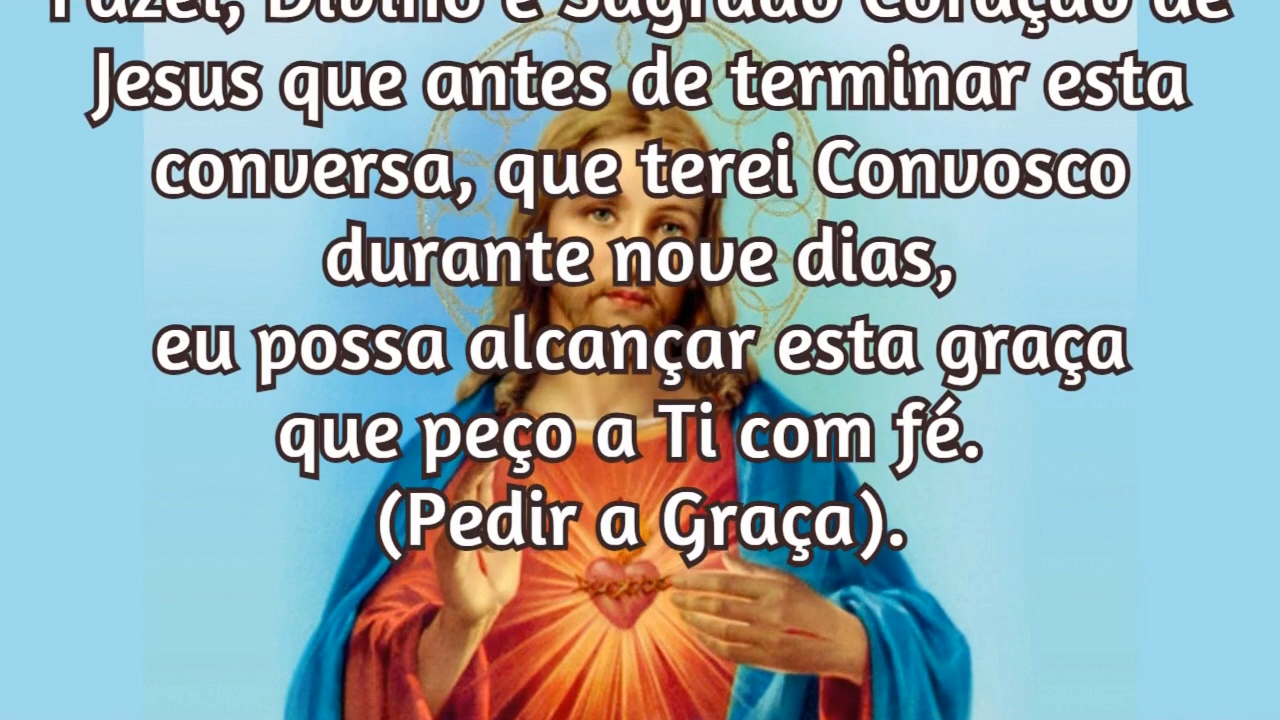 Fazei, Divino e Sagrado Coração de
Jesus que antes de terminar esta
conversa, que terei Convosco
durante nove dias,
eu possa alcançar esta graça
que peço a Ti com fé.
(Pedir a Graça).